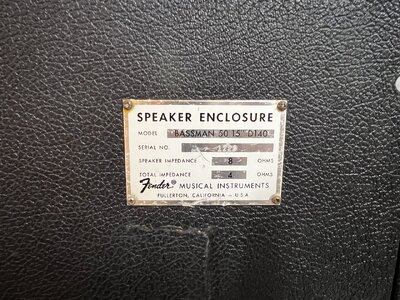 SPEAKER ENCLOSURE
MODEL BASSMAN 50 15" D140
SERIAL NO.
SPEAKER IMPEDANCE 8 OHMS
TOTAL IMPEDANCE 4 OHMS
Fender® MUSICAL INSTRUMENTS
FULLERTON, CALIFORNIA — U.S.A.